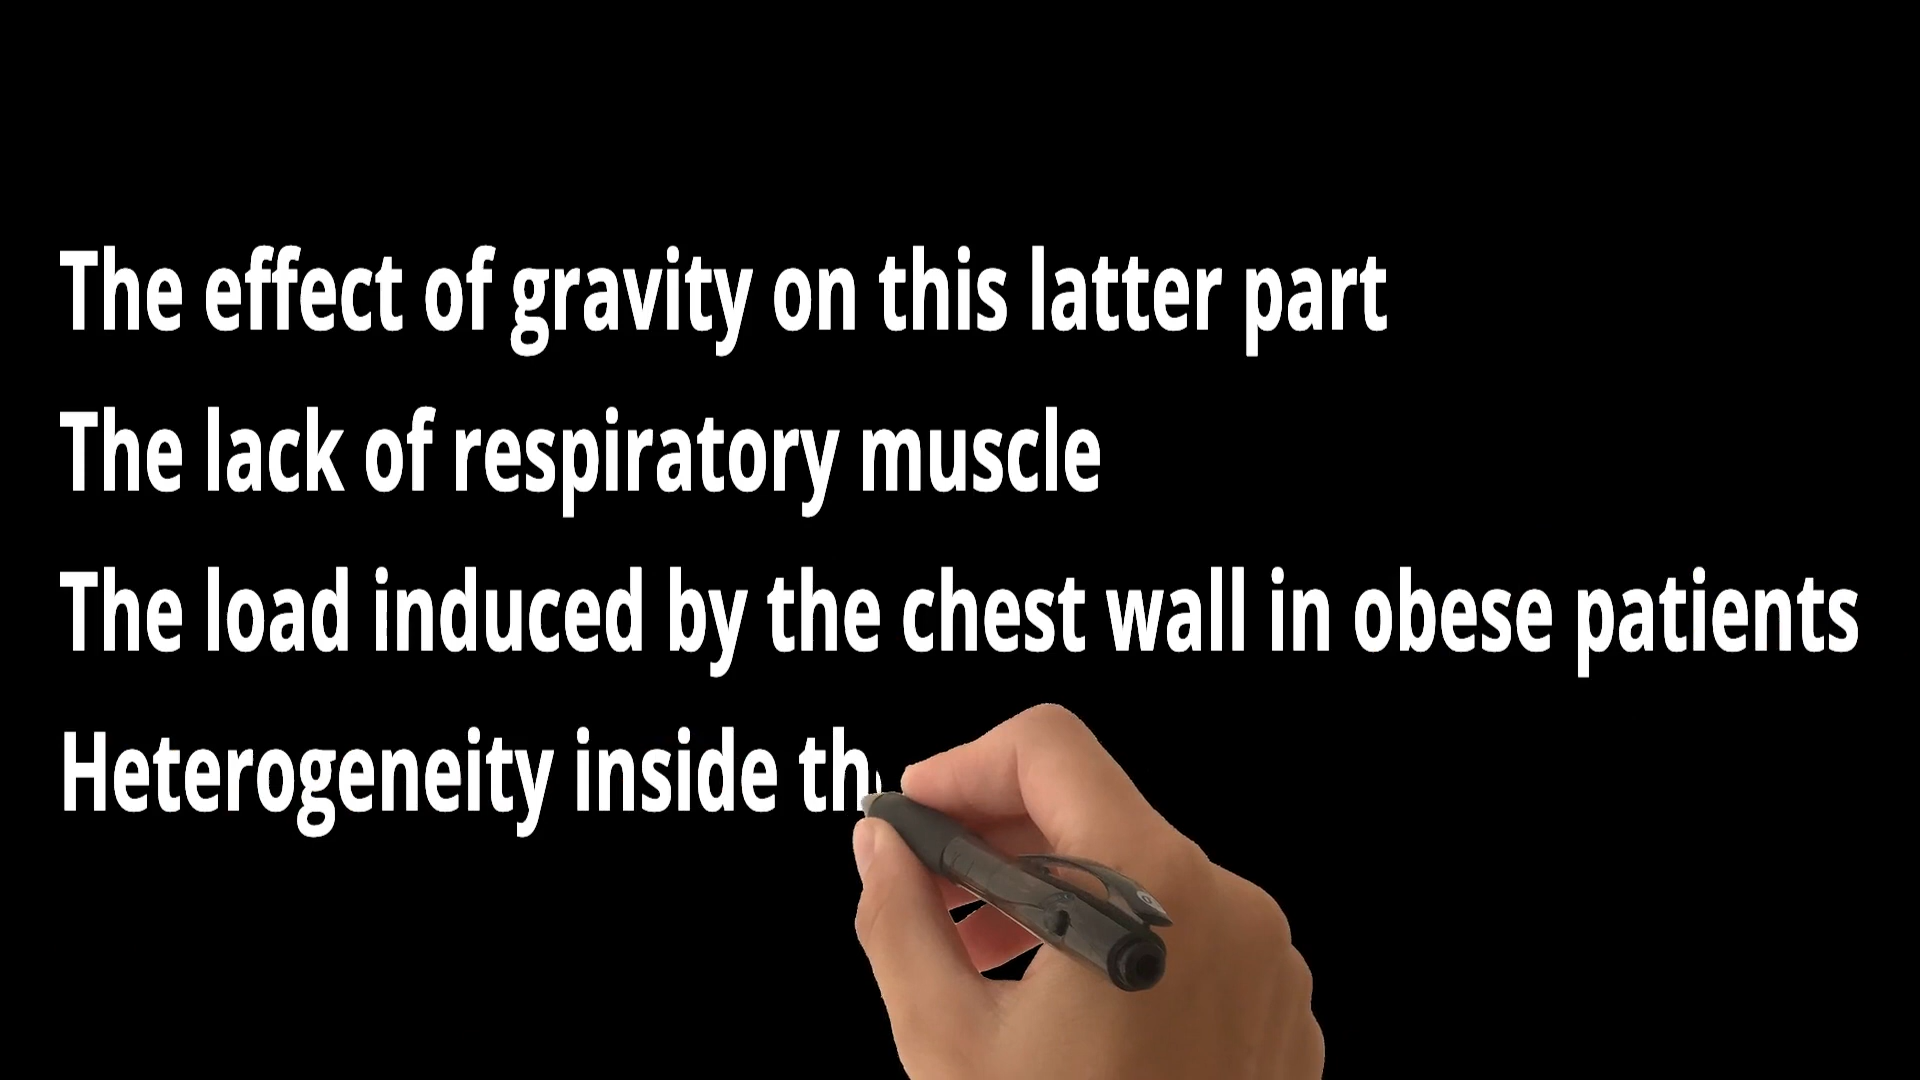 The effect of gravity on this latter part
The lack of respiratory muscle
The load induced by the chest wall in obese patients
Heterogeneity inside